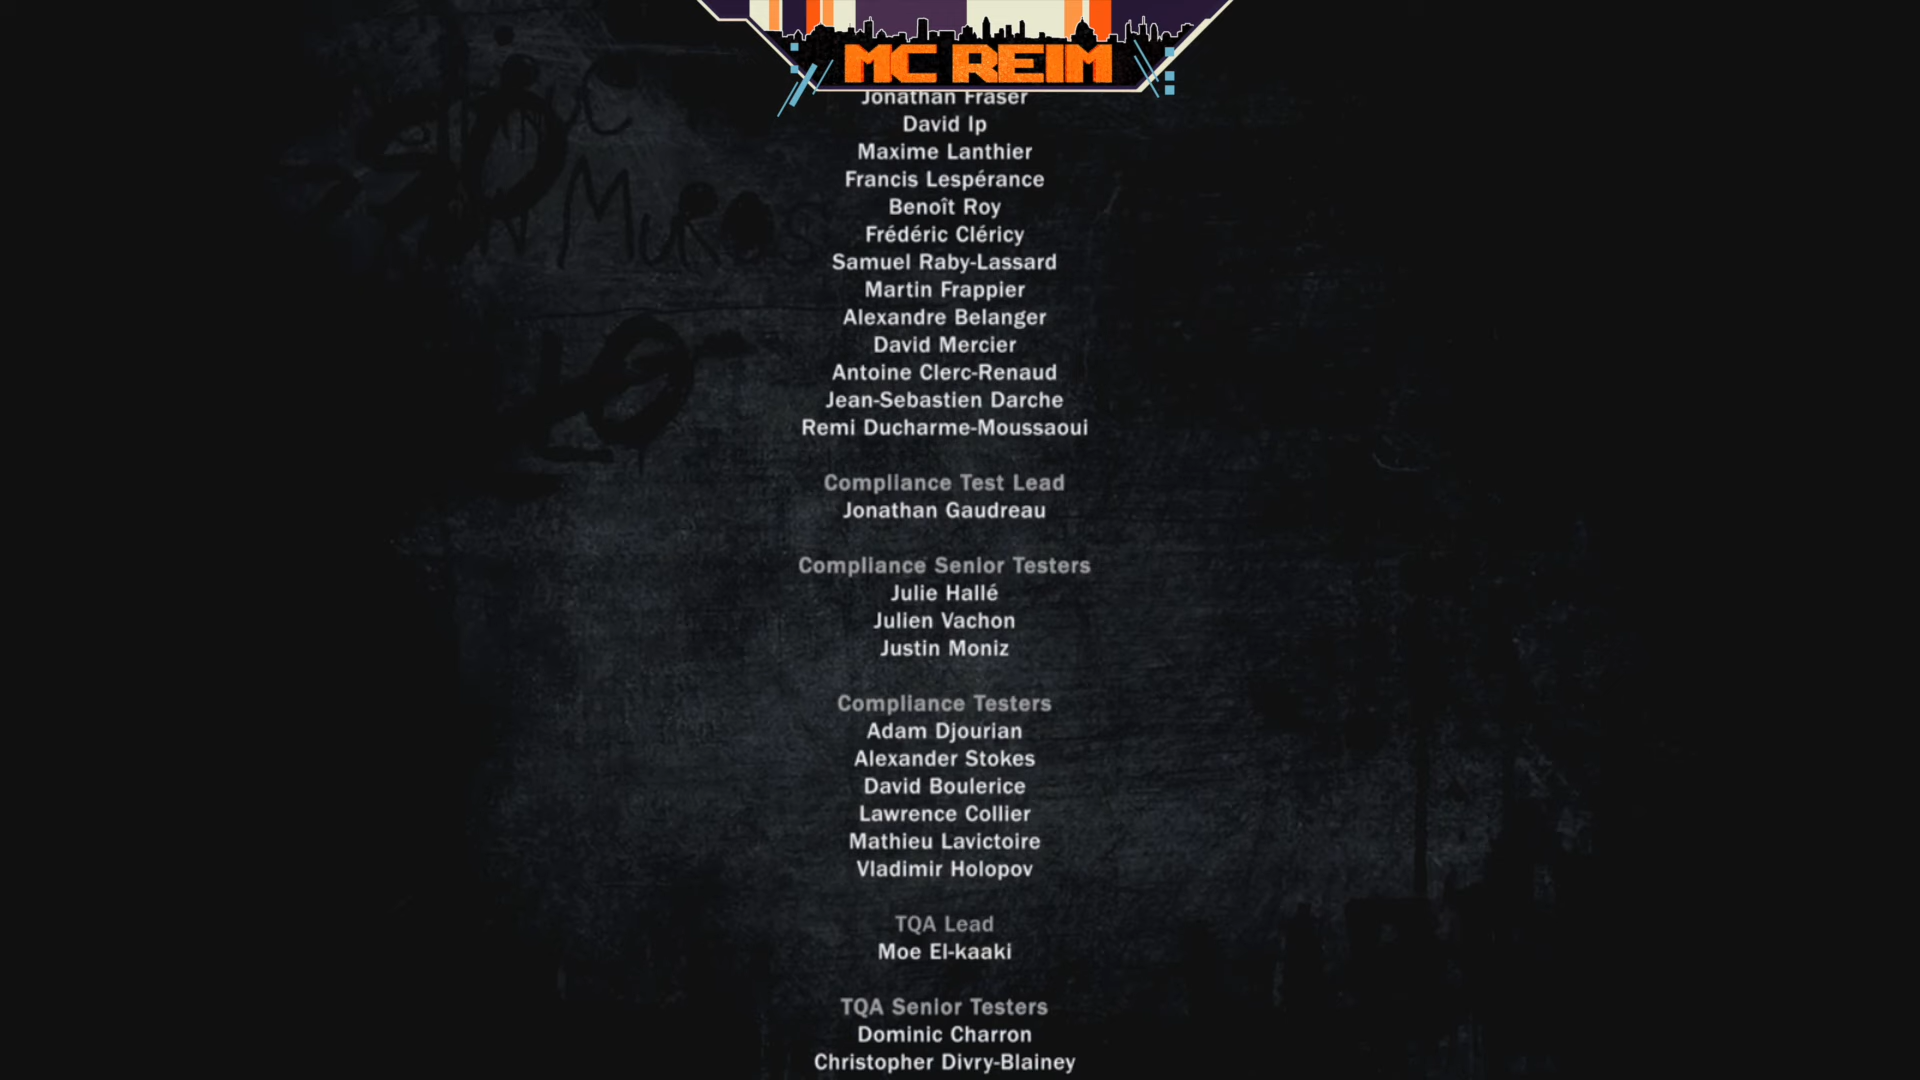 MC REIM
Jonathan Fraser
David Ip
Maxime Lanthier
Francis Lespérance
Benoît Roy
Frédéric Cléricy
Samuel Raby-Lassard
Martin Frappier
Alexandre Belanger
David Mercier
Antoine Clerc-Renaud
Jean-Sebastien Darche
Remi Ducharme-Moussaoui
Compliance Test Lead
Jonathan Gaudreau
Compliance Senior Testers
Julie Hallé
Julien Vachon
Justin Moniz
Compliance Testers
Adam Djourian
Alexander Stokes
David Boulerice
Lawrence Collier
Mathieu Lavictoire
Vladimir Holopov
TQA Lead
Moe El-kaaki
TQA Senior Testers
Dominic Charron
Christopher Divry-Blainey